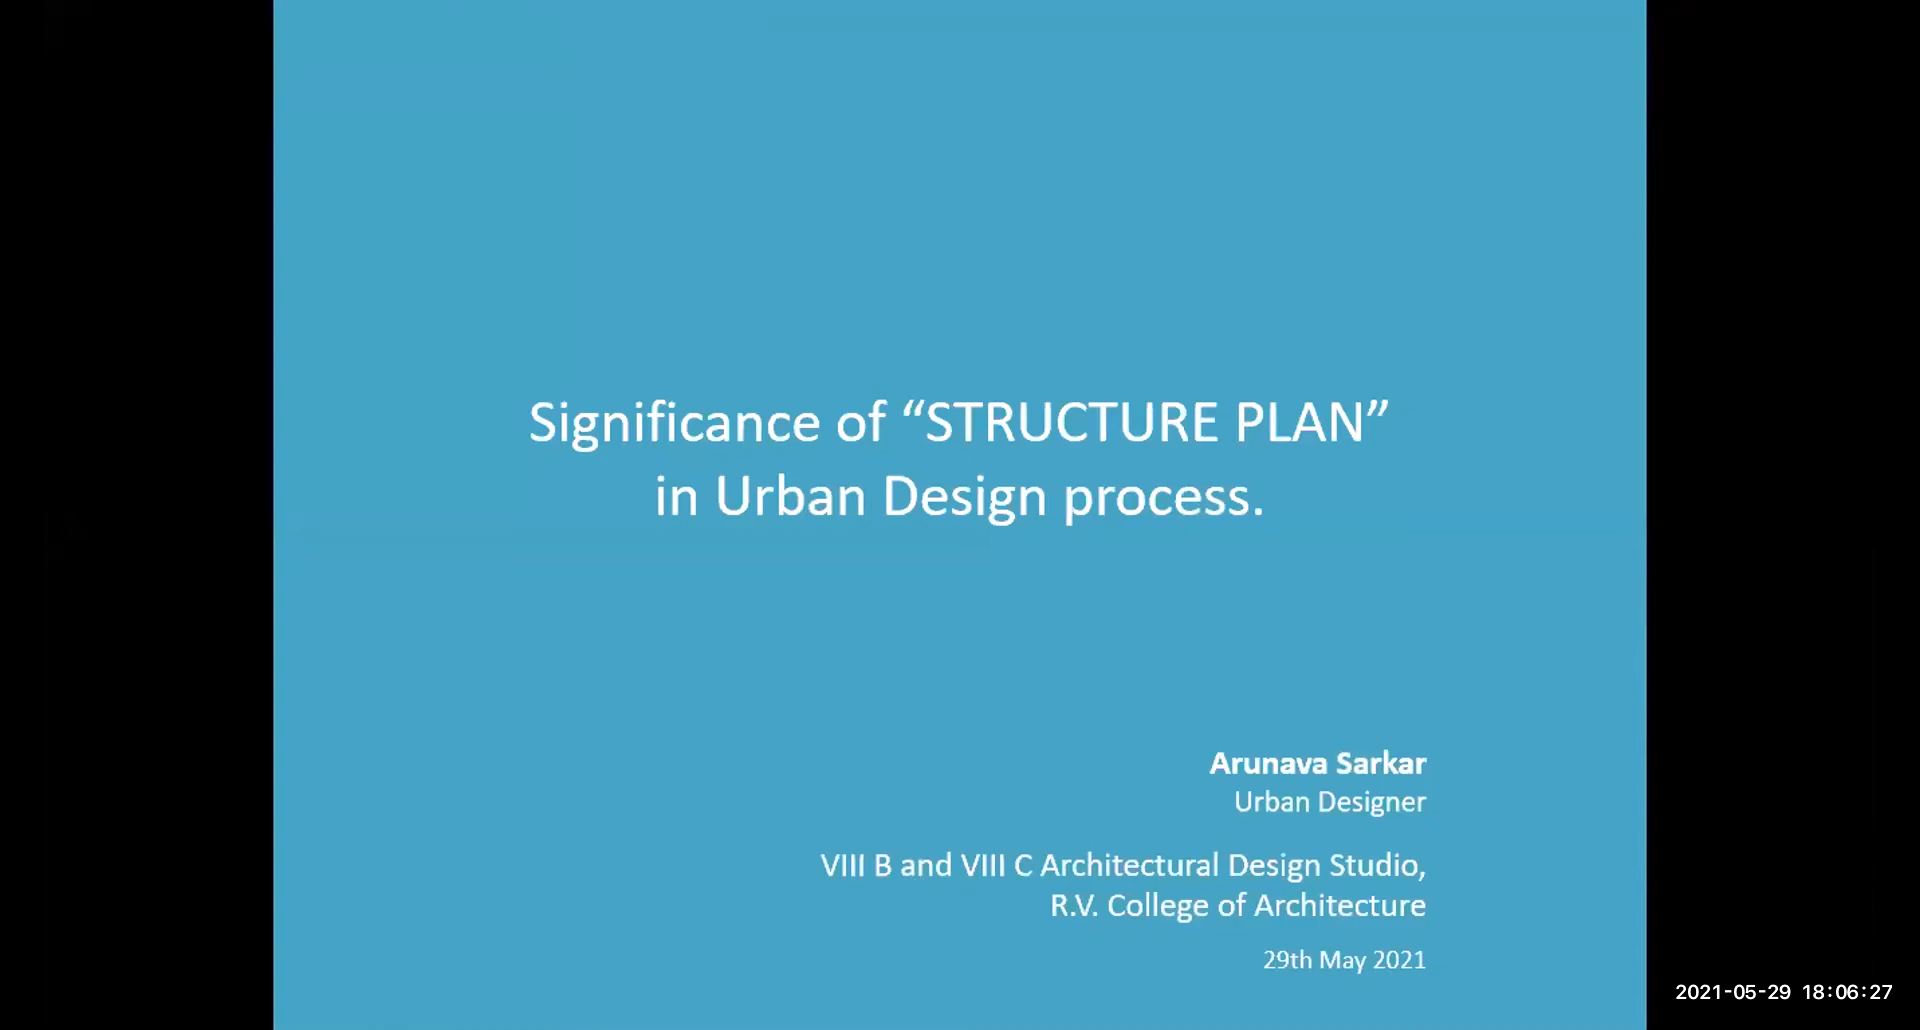 Significance of “STRUCTURE PLAN”
in Urban Design process.
Arunava Sarkar
Urban Designer
VIII B and VIII C Architectural Design Studio,
R.V. College of Architecture
29th May 2021
2021-05-29 18:06:27